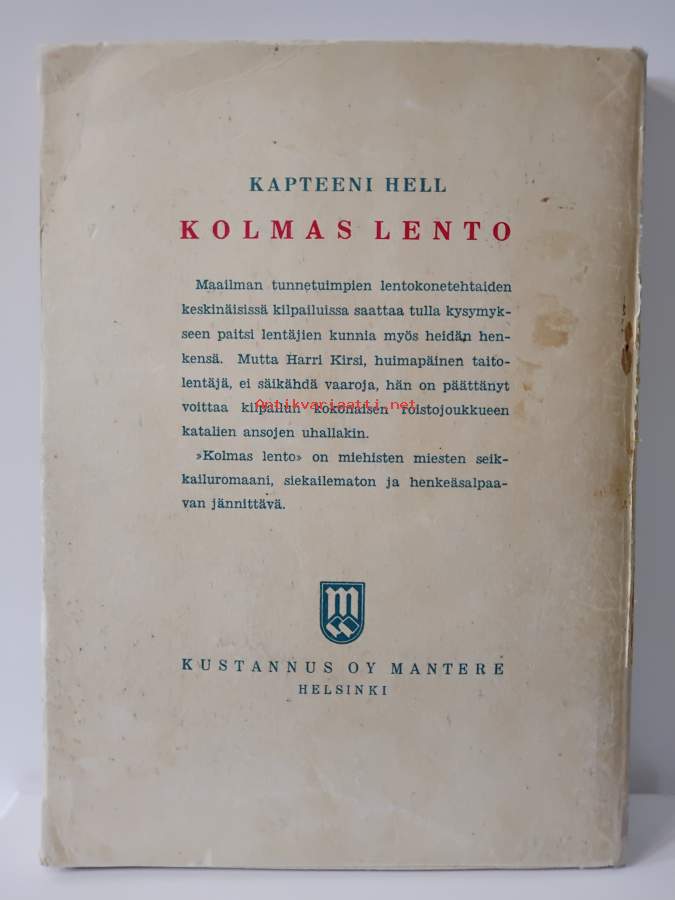 KAPTEENI HELL
KOLMAS LENTO
Maailman tunnetuimpien lentokonetehtaiden
keskinäisissä kilpailuissa saattaa tulla kysymyk-
seen paitsi lentäjien kunnia myös heidän hen-
kensä. Mutta Harri Kirsi, huimapäinen taito-
lentäjä, ei säikähdä vaaroja, hän on päättänyt
voittaa kilpailun kokonaisen roistojoukkueen
Antikvariaatti.net
katalien ansojen uhallakin.
»Kolmas lento» on miehisten miesten seik-
kailuromaani, siekailematon ja henkeäsalpaa-
van jännittävä.
m
KUSTANNUS OY MANTERE
HELSINKI